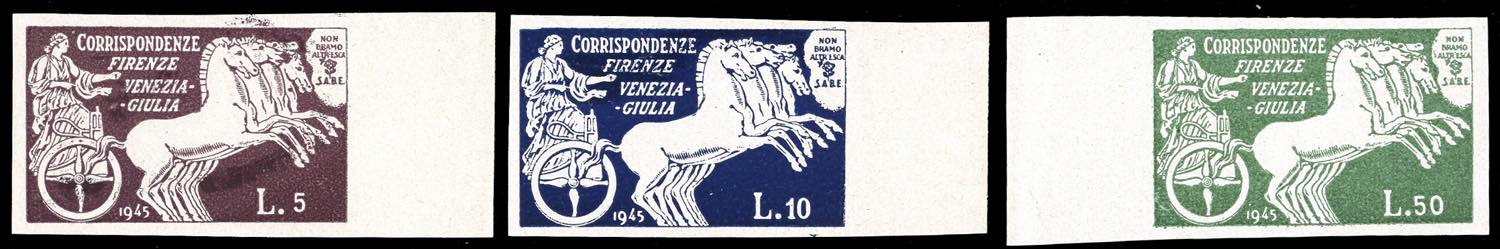 CORRISPONDENZE
FIRENZE
VENEZIA-
-GIULIA
NON
BRAMO
ALTR'ESCA
S.A.B.E.
1945
L. 5
CORRISPONDENZE
FIRENZE
VENEZIA-
-GIULIA
NON
BRAMO
ALTR'ESCA
S.A.B.E.
1945
L. 10
CORRISPONDENZE
FIRENZE
VENEZIA-
-GIULIA
NON
BRAMO
ALTR'ESCA
S.A.B.E.
1945
L. 50